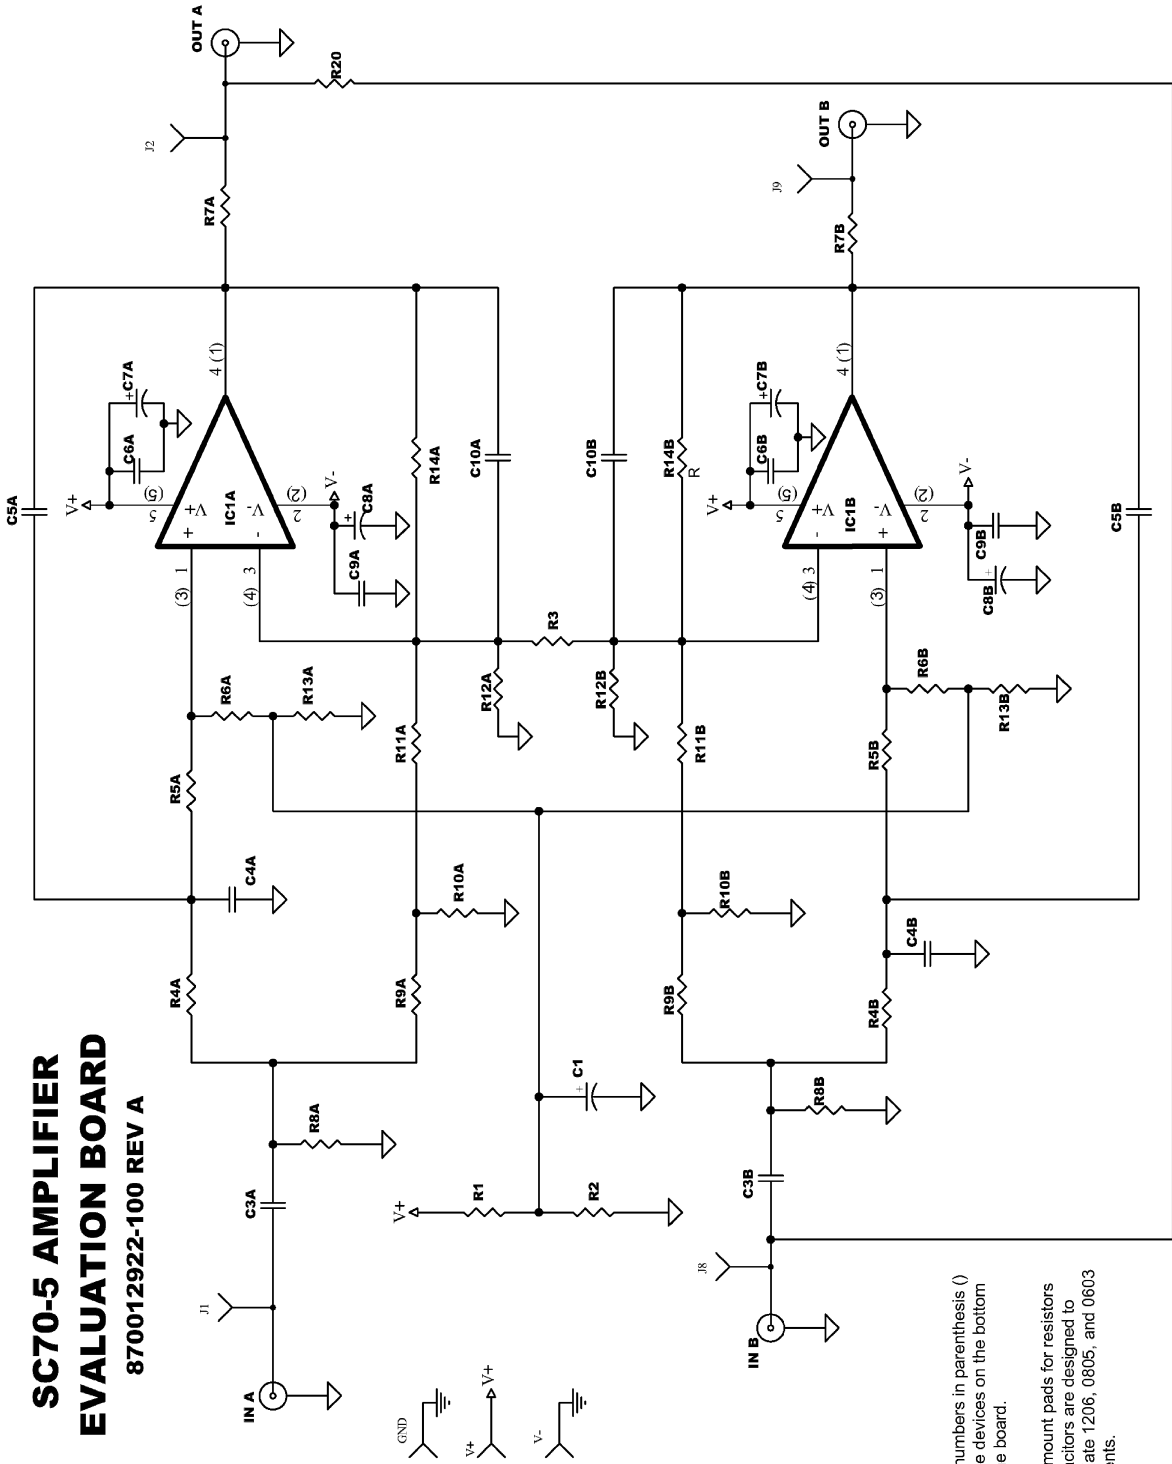 SC70-5 AMPLIFIER
EVALUATION BOARD
870012922-100 REV A
IN A
J1
C3A
R8A
R4A
R9A
C4A
R10A
R5A
R6A
R13A
R11A
R12A
C5A
(3) 1
(4) 3
+
-
V+
V-
IC1A
5 (5)
2 (2)
V+
C6A
+
C7A
V-
C9A
+
C8A
4 (1)
R14A
C10A
R7A
J2
OUT A
R20
R3
GND
V+
V+
V-
V+
R1
R2
+
C1
IN B
J8
C3B
R8B
R9B
R4B
C4B
R10B
R11B
R5B
R6B
R13B
R12B
(4) 3
(3) 1
-
+
V+
V-
IC1B
5 (5)
2 (2)
V+
C6B
+
C7B
V-
C9B
+
C8B
4 (1)
C10B
R14B
R
C5B
R7B
J9
OUT B
numbers in parenthesis ()
e devices on the bottom
e board.
mount pads for resistors
citors are designed to
ate 1206, 0805, and 0603
ents.